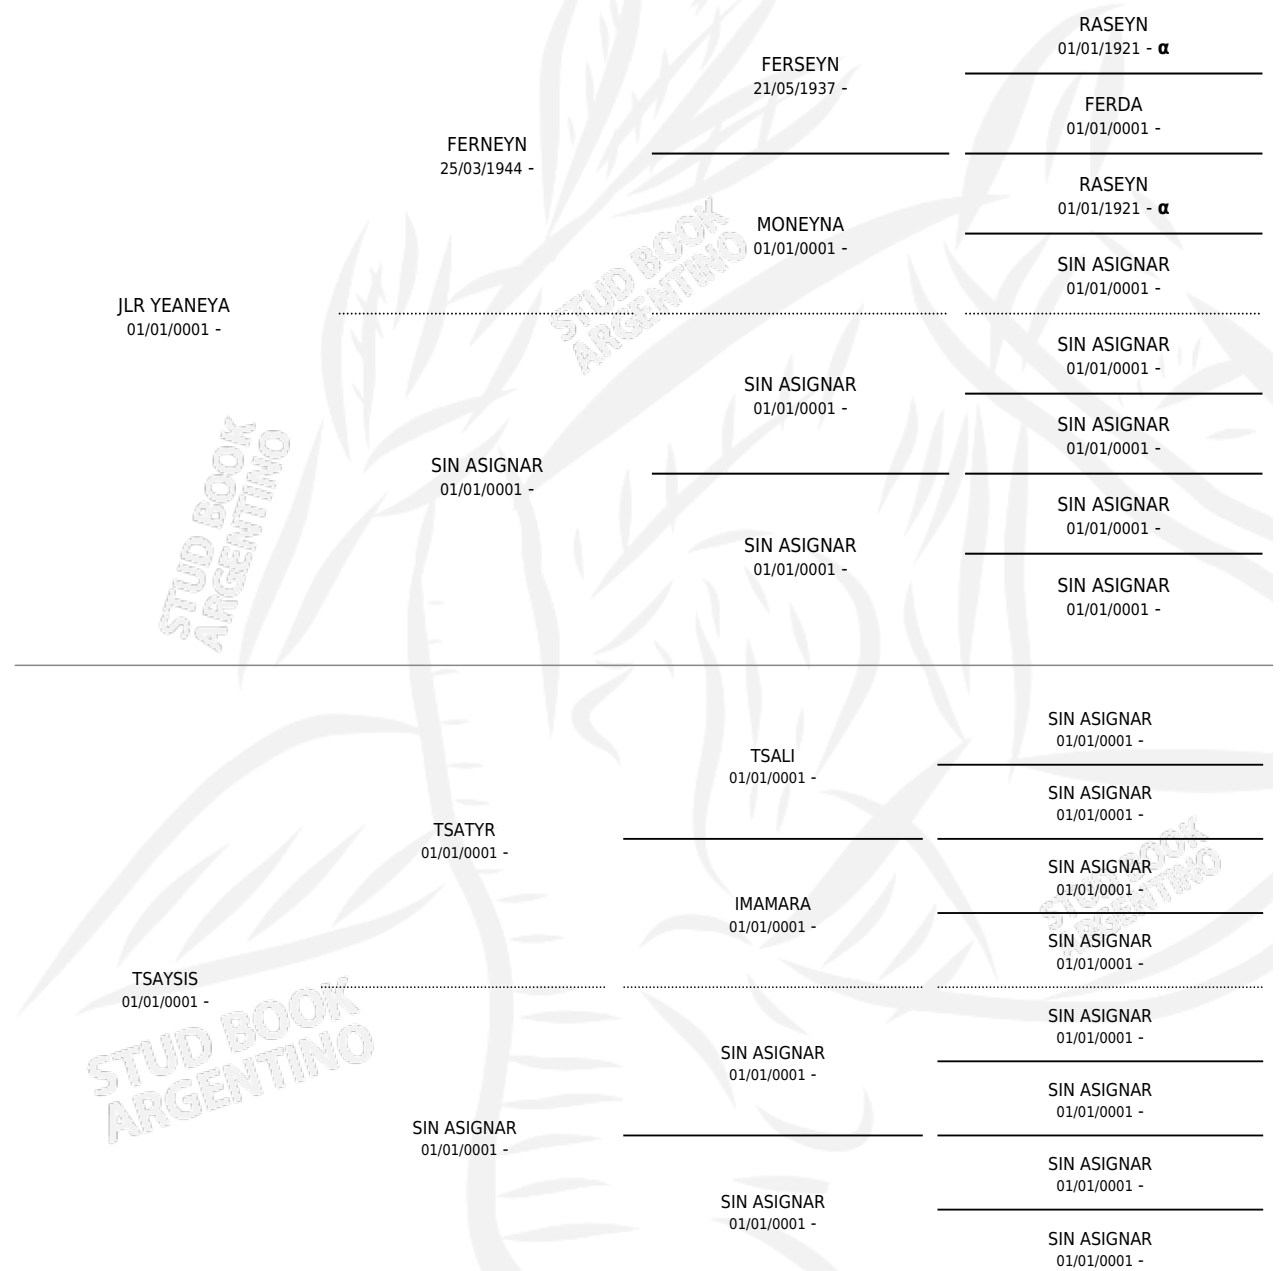 RASEYN
01/01/1921 - α
FERSEYN
21/05/1937 -
FERDA
01/01/0001 -
FERNEYN
25/03/1944 -
RASEYN
01/01/1921 - α
MONEYNA
01/01/0001 -
SIN ASIGNAR
01/01/0001 -
JLR YEANEYA
01/01/0001 -
SIN ASIGNAR
01/01/0001 -
SIN ASIGNAR
01/01/0001 -
SIN ASIGNAR
01/01/0001 -
SIN ASIGNAR
01/01/0001 -
SIN ASIGNAR
01/01/0001 -
SIN ASIGNAR
01/01/0001 -
SIN ASIGNAR
01/01/0001 -
STUD BOOK
ARGENTINO
STUD BOOK
ARGENTINO
SIN ASIGNAR
01/01/0001 -
TSALI
01/01/0001 -
SIN ASIGNAR
01/01/0001 -
TSATYR
01/01/0001 -
SIN ASIGNAR
01/01/0001 -
IMAMARA
01/01/0001 -
SIN ASIGNAR
01/01/0001 -
TSAYSIS
01/01/0001 -
SIN ASIGNAR
01/01/0001 -
SIN ASIGNAR
01/01/0001 -
SIN ASIGNAR
01/01/0001 -
SIN ASIGNAR
01/01/0001 -
SIN ASIGNAR
01/01/0001 -
SIN ASIGNAR
01/01/0001 -
SIN ASIGNAR
01/01/0001 -
STUD BOOK
ARGENTINO
STUD BOOK
ARGENTINO